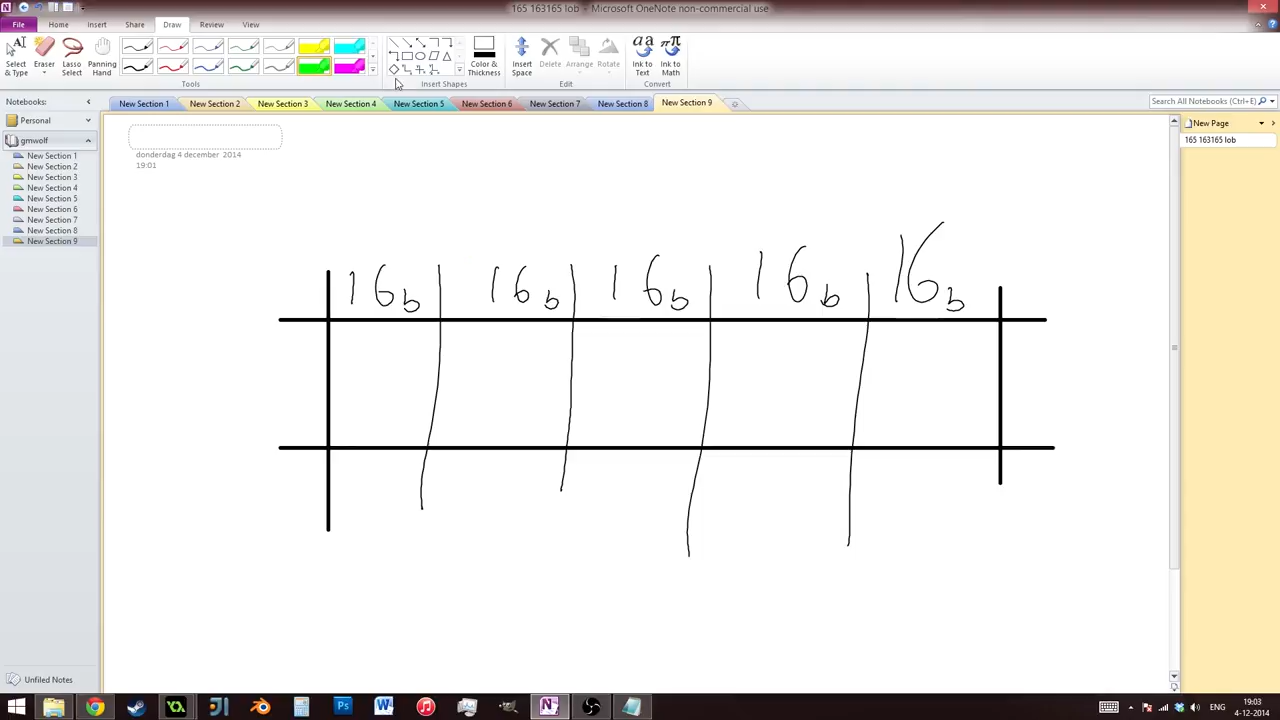 165 163165 lob - Microsoft OneNote non-commercial use
File Home Insert Share Draw Review View
Select & Type
Eraser
Lasso Select
Panning Hand
Color & Thickness
Insert Space
Delete
Arrange
Rotate
Ink to Text
Ink to Math
Tools
Insert Shapes
Edit
Convert
Notebooks:
New Section 1 New Section 2 New Section 3 New Section 4 New Section 5 New Section 6 New Section 7 New Section 8 New Section 9
Search All Notebooks (Ctrl+E)
Personal
gmwolf
New Section 1
New Section 2
New Section 3
New Section 4
New Section 5
New Section 6
New Section 7
New Section 8
New Section 9
Unfiled Notes
New Page
165 163165 lob
donderdag 4 december 2014
19:01
16b 16b 16b 16b 16b
ENG
19:03
4-12-2014